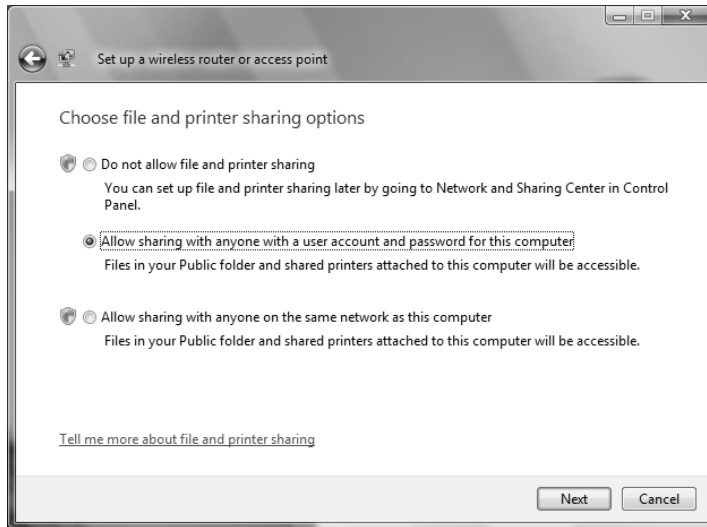 Set up a wireless router or access point
Choose file and printer sharing options
Do not allow file and printer sharing
You can set up file and printer sharing later by going to Network and Sharing Center in Control
Panel.
Allow sharing with anyone with a user account and password for this computer
Files in your Public folder and shared printers attached to this computer will be accessible.
Allow sharing with anyone on the same network as this computer
Files in your Public folder and shared printers attached to this computer will be accessible.
Tell me more about file and printer sharing
Next
Cancel